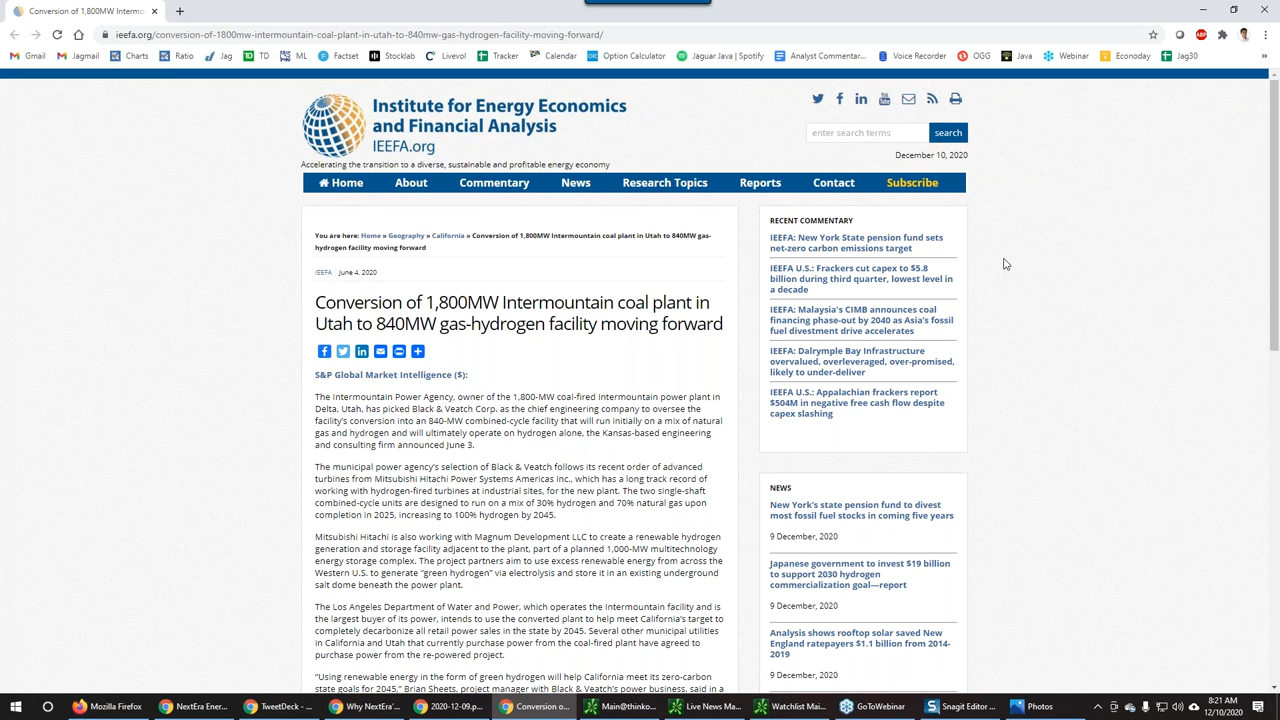 Conversion of 1,800MW Intermo
ieefa.org/conversion-of-1800mw-intermountain-coal-plant-in-utah-to-840mw-gas-hydrogen-facility-moving-forward/
Gmail Jagmail Charts Ratio Jag TD ML Factset Stocklab Livevol Tracker Calendar Option Calculator Jaguar Java | Spotify Analyst Commentar... Voice Recorder OGG Java Webinar Econoday Jag30 »
Institute for Energy Economics
and Financial Analysis
IEEFA.org
Accelerating the transition to a diverse, sustainable and profitable energy economy
enter search terms search
December 10, 2020
Home About Commentary News Research Topics Reports Contact Subscribe
You are here: Home » Geography » California » Conversion of 1,800MW Intermountain coal plant in Utah to 840MW gas-
hydrogen facility moving forward
IEEFA June 4, 2020
Conversion of 1,800MW Intermountain coal plant in
Utah to 840MW gas-hydrogen facility moving forward
S&P Global Market Intelligence ($):
The Intermountain Power Agency, owner of the 1,800-MW coal-fired Intermountain power plant in
Delta, Utah, has picked Black & Veatch Corp. as the chief engineering company to oversee the
facility's conversion into an 840-MW combined-cycle facility that will run initially on a mix of natural
gas and hydrogen and will ultimately operate on hydrogen alone, the Kansas-based engineering
and consulting firm announced June 3.
The municipal power agency's selection of Black & Veatch follows its recent order of advanced
turbines from Mitsubishi Hitachi Power Systems Americas Inc., which has a long track record of
working with hydrogen-fired turbines at industrial sites, for the new plant. The two single-shaft
combined-cycle units are designed to run on a mix of 30% hydrogen and 70% natural gas upon
completion in 2025, increasing to 100% hydrogen by 2045.
Mitsubishi Hitachi is also working with Magnum Development LLC to create a renewable hydrogen
generation and storage facility adjacent to the plant, part of a planned 1,000-MW multitechnology
energy storage complex. The project partners aim to use excess renewable energy from across the
Western U.S. to generate "green hydrogen" via electrolysis and store it in an existing underground
salt dome beneath the power plant.
The Los Angeles Department of Water and Power, which operates the Intermountain facility and is
the largest buyer of its power, intends to use the converted plant to help meet California's target to
completely decarbonize all retail power sales in the state by 2045. Several other municipal utilities
in California and Utah that currently purchase power from the coal-fired plant have agreed to
purchase power from the re-powered project.
"Using renewable energy in the form of green hydrogen will help California meet its zero-carbon
state goals for 2045," Brian Sheets, project manager with Black & Veatch's power business, said in a
RECENT COMMENTARY
IEEFA: New York State pension fund sets
net-zero carbon emissions target
IEEFA U.S.: Frackers cut capex to $5.8
billion during third quarter, lowest level in
a decade
IEEFA: Malaysia's CIMB announces coal
financing phase-out by 2040 as Asia's fossil
fuel divestment drive accelerates
IEEFA: Dalrymple Bay Infrastructure
overvalued, overleveraged, over-promised,
likely to under-deliver
IEEFA U.S.: Appalachian frackers report
$504M in negative free cash flow despite
capex slashing
NEWS
New York's state pension fund to divest
most fossil fuel stocks in coming five years
9 December, 2020
Japanese government to invest $19 billion
to support 2030 hydrogen
commercialization goal—report
9 December, 2020
Analysis shows rooftop solar saved New
England ratepayers $1.1 billion from 2014-
2019
9 December, 2020
Mozilla Firefox NextEra Ener... TweetDeck - ... Why NextEra'... 2020-12-09.p... Conversion o... Main@thinko... Live News Ma... Watchlist Mai... GoToWebinar Snagit Editor ... Photos
8:21 AM
12/10/2020